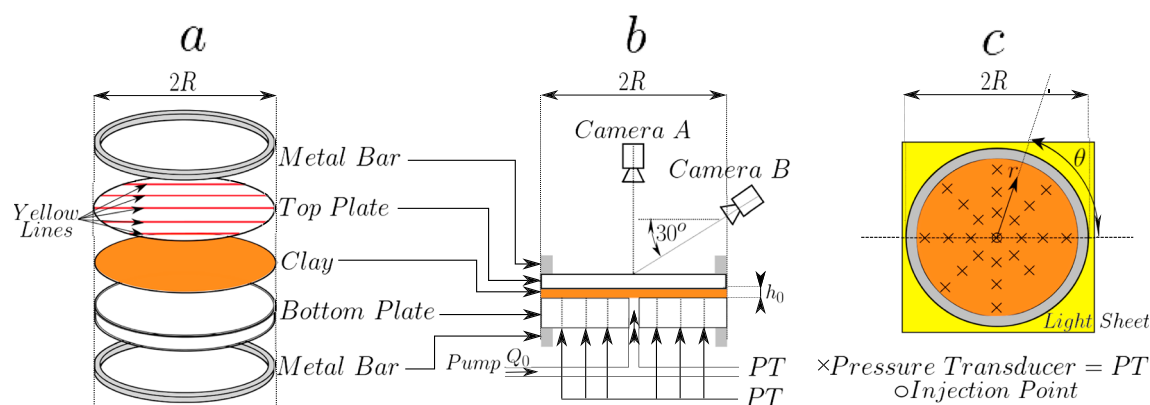 a
2R
Metal Bar
Yellow
Lines
Top Plate
Clay
Bottom Plate
Metal Bar
b
2R
Camera A
Camera B
30°
h₀
Pump Q₀
PT
PT
c
2R
θ
r
Light Sheet
×Pressure Transducer = PT
○Injection Point